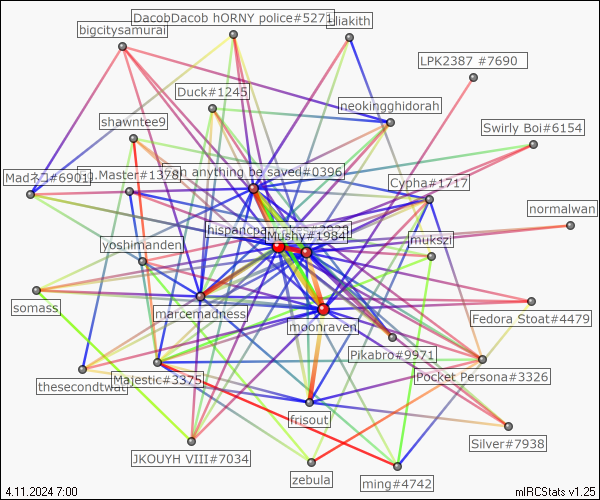 DacobDacob hORNY police#5271
aliakith
bigcitysamurai
LPK2387 #7690
Duck#1245
neokingghidorah
shawntee9
Swirly Boi#6154
Madネコ#6901
.Master#1378
n anything be saved#0396
Cypha#1717
normalwan
hispanicpa
Mushy#1984
mukszi
yoshimanden
somass
marcemadness
moonraven
Fedora Stoat#4479
Pikabro#9971
thesecondtwat
Majestic#3375
Pocket Persona#3326
frisout
Silver#7938
JKOUYH VIII#7034
zebula
ming#4742
4.11.2024 7:00
mIRCStats v1.25